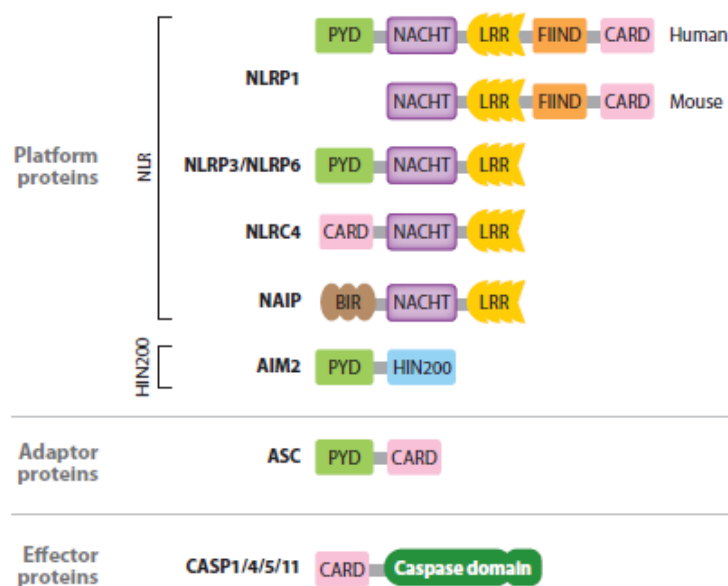 PYD NACHT LRR FIIND CARD Human
NLRP1
NACHT LRR FIIND CARD Mouse
Platform
proteins
NLR
NLRP3/NLRP6 PYD NACHT LRR
NLRC4 CARD NACHT LRR
NAIP BIR NACHT LRR
HIN200
AIM2 PYD HIN200
Adaptor
proteins
ASC PYD CARD
Effector
proteins
CASP1/4/5/11 CARD Caspase domain